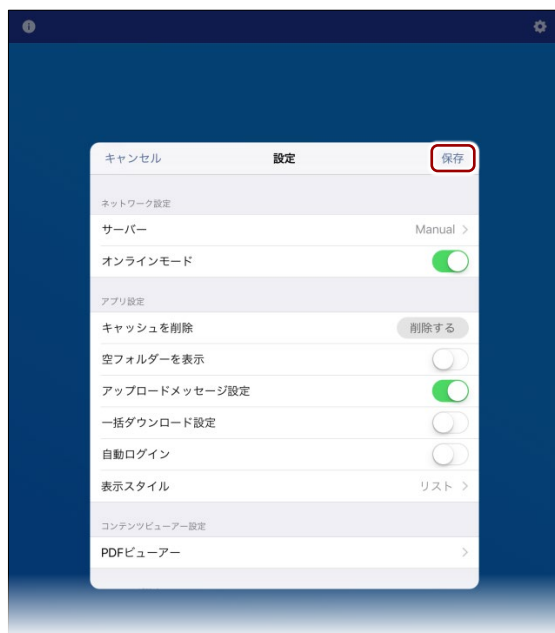 キャンセル 設定 保存
ネットワーク設定
サーバー Manual
オンラインモード
アプリ設定
キャッシュを削除 削除する
空フォルダーを表示
アップロードメッセージ設定
一括ダウンロード設定
自動ログイン
表示スタイル リスト
コンテンツビューアー設定
PDFビューアー